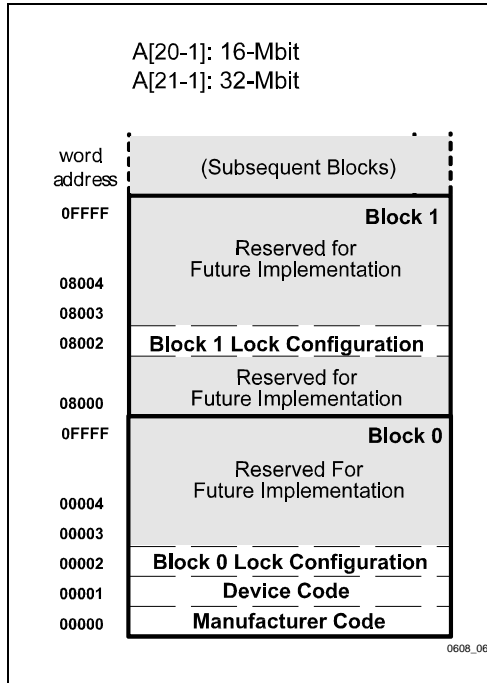 A[20-1]: 16-Mbit
A[21-1]: 32-Mbit
word
address
(Subsequent Blocks)
0FFFF
Block 1
Reserved for
Future Implementation
08004
08003
08002
Block 1 Lock Configuration
Reserved for
Future Implementation
08000
0FFFF
Block 0
Reserved For
Future Implementation
00004
00003
00002
Block 0 Lock Configuration
00001
Device Code
00000
Manufacturer Code
0608_06